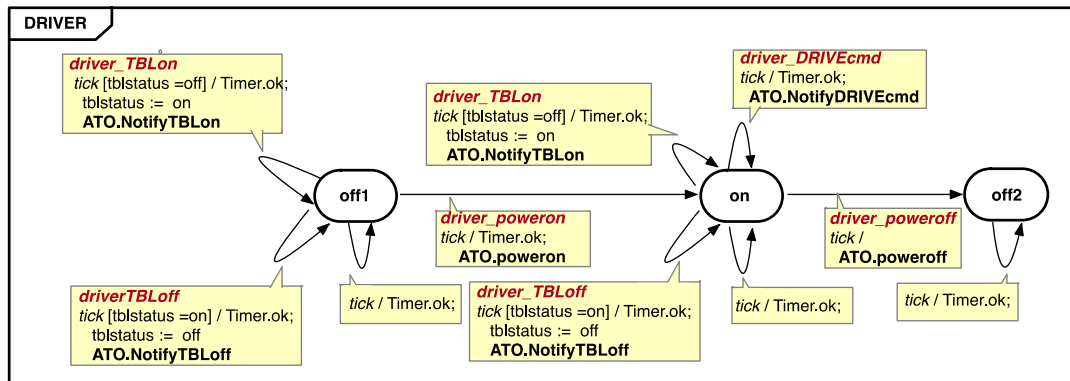 DRIVER
driver_TBLon
tick [tblstatus =off] / Timer.ok;
tblstatus := on
ATO.NotifyTBLon
driver_TBLon
tick [tblstatus =off] / Timer.ok;
tblstatus := on
ATO.NotifyTBLon
driver_DRIVEcmd
tick / Timer.ok;
ATO.NotifyDRIVEcmd
off1
on
off2
driver_poweron
tick / Timer.ok;
ATO.poweron
driver_poweroff
tick /
ATO.poweroff
driverTBLoff
tick [tblstatus =on] / Timer.ok;
tblstatus := off
ATO.NotifyTBLoff
tick / Timer.ok;
driver_TBLoff
tick [tblstatus =on] / Timer.ok;
tblstatus := off
ATO.NotifyTBLoff
tick / Timer.ok;
tick / Timer.ok;